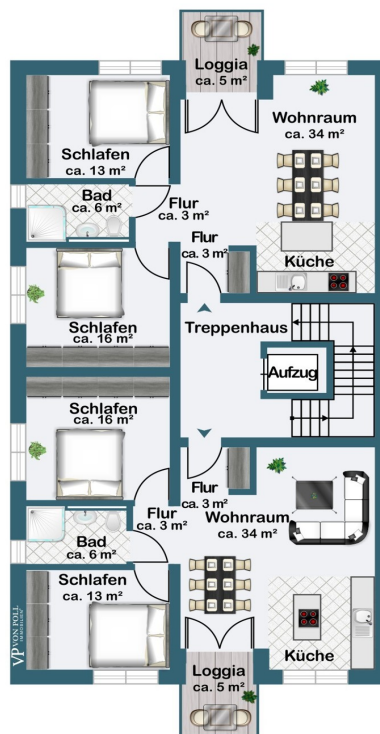 Loggia
ca. 5 m²
Wohnraum
ca. 34 m²
Schlafen
ca. 13 m²
Bad
ca. 6 m²
Flur
ca. 3 m²
Flur
ca. 3 m²
Küche
Schlafen
ca. 16 m²
Treppenhaus
Aufzug
Schlafen
ca. 16 m²
Flur
ca. 3 m²
Flur
ca. 3 m²
Wohnraum
ca. 34 m²
Bad
ca. 6 m²
Schlafen
ca. 13 m²
Küche
Loggia
ca. 5 m²
VP VON POLL
IMMOBILIEN